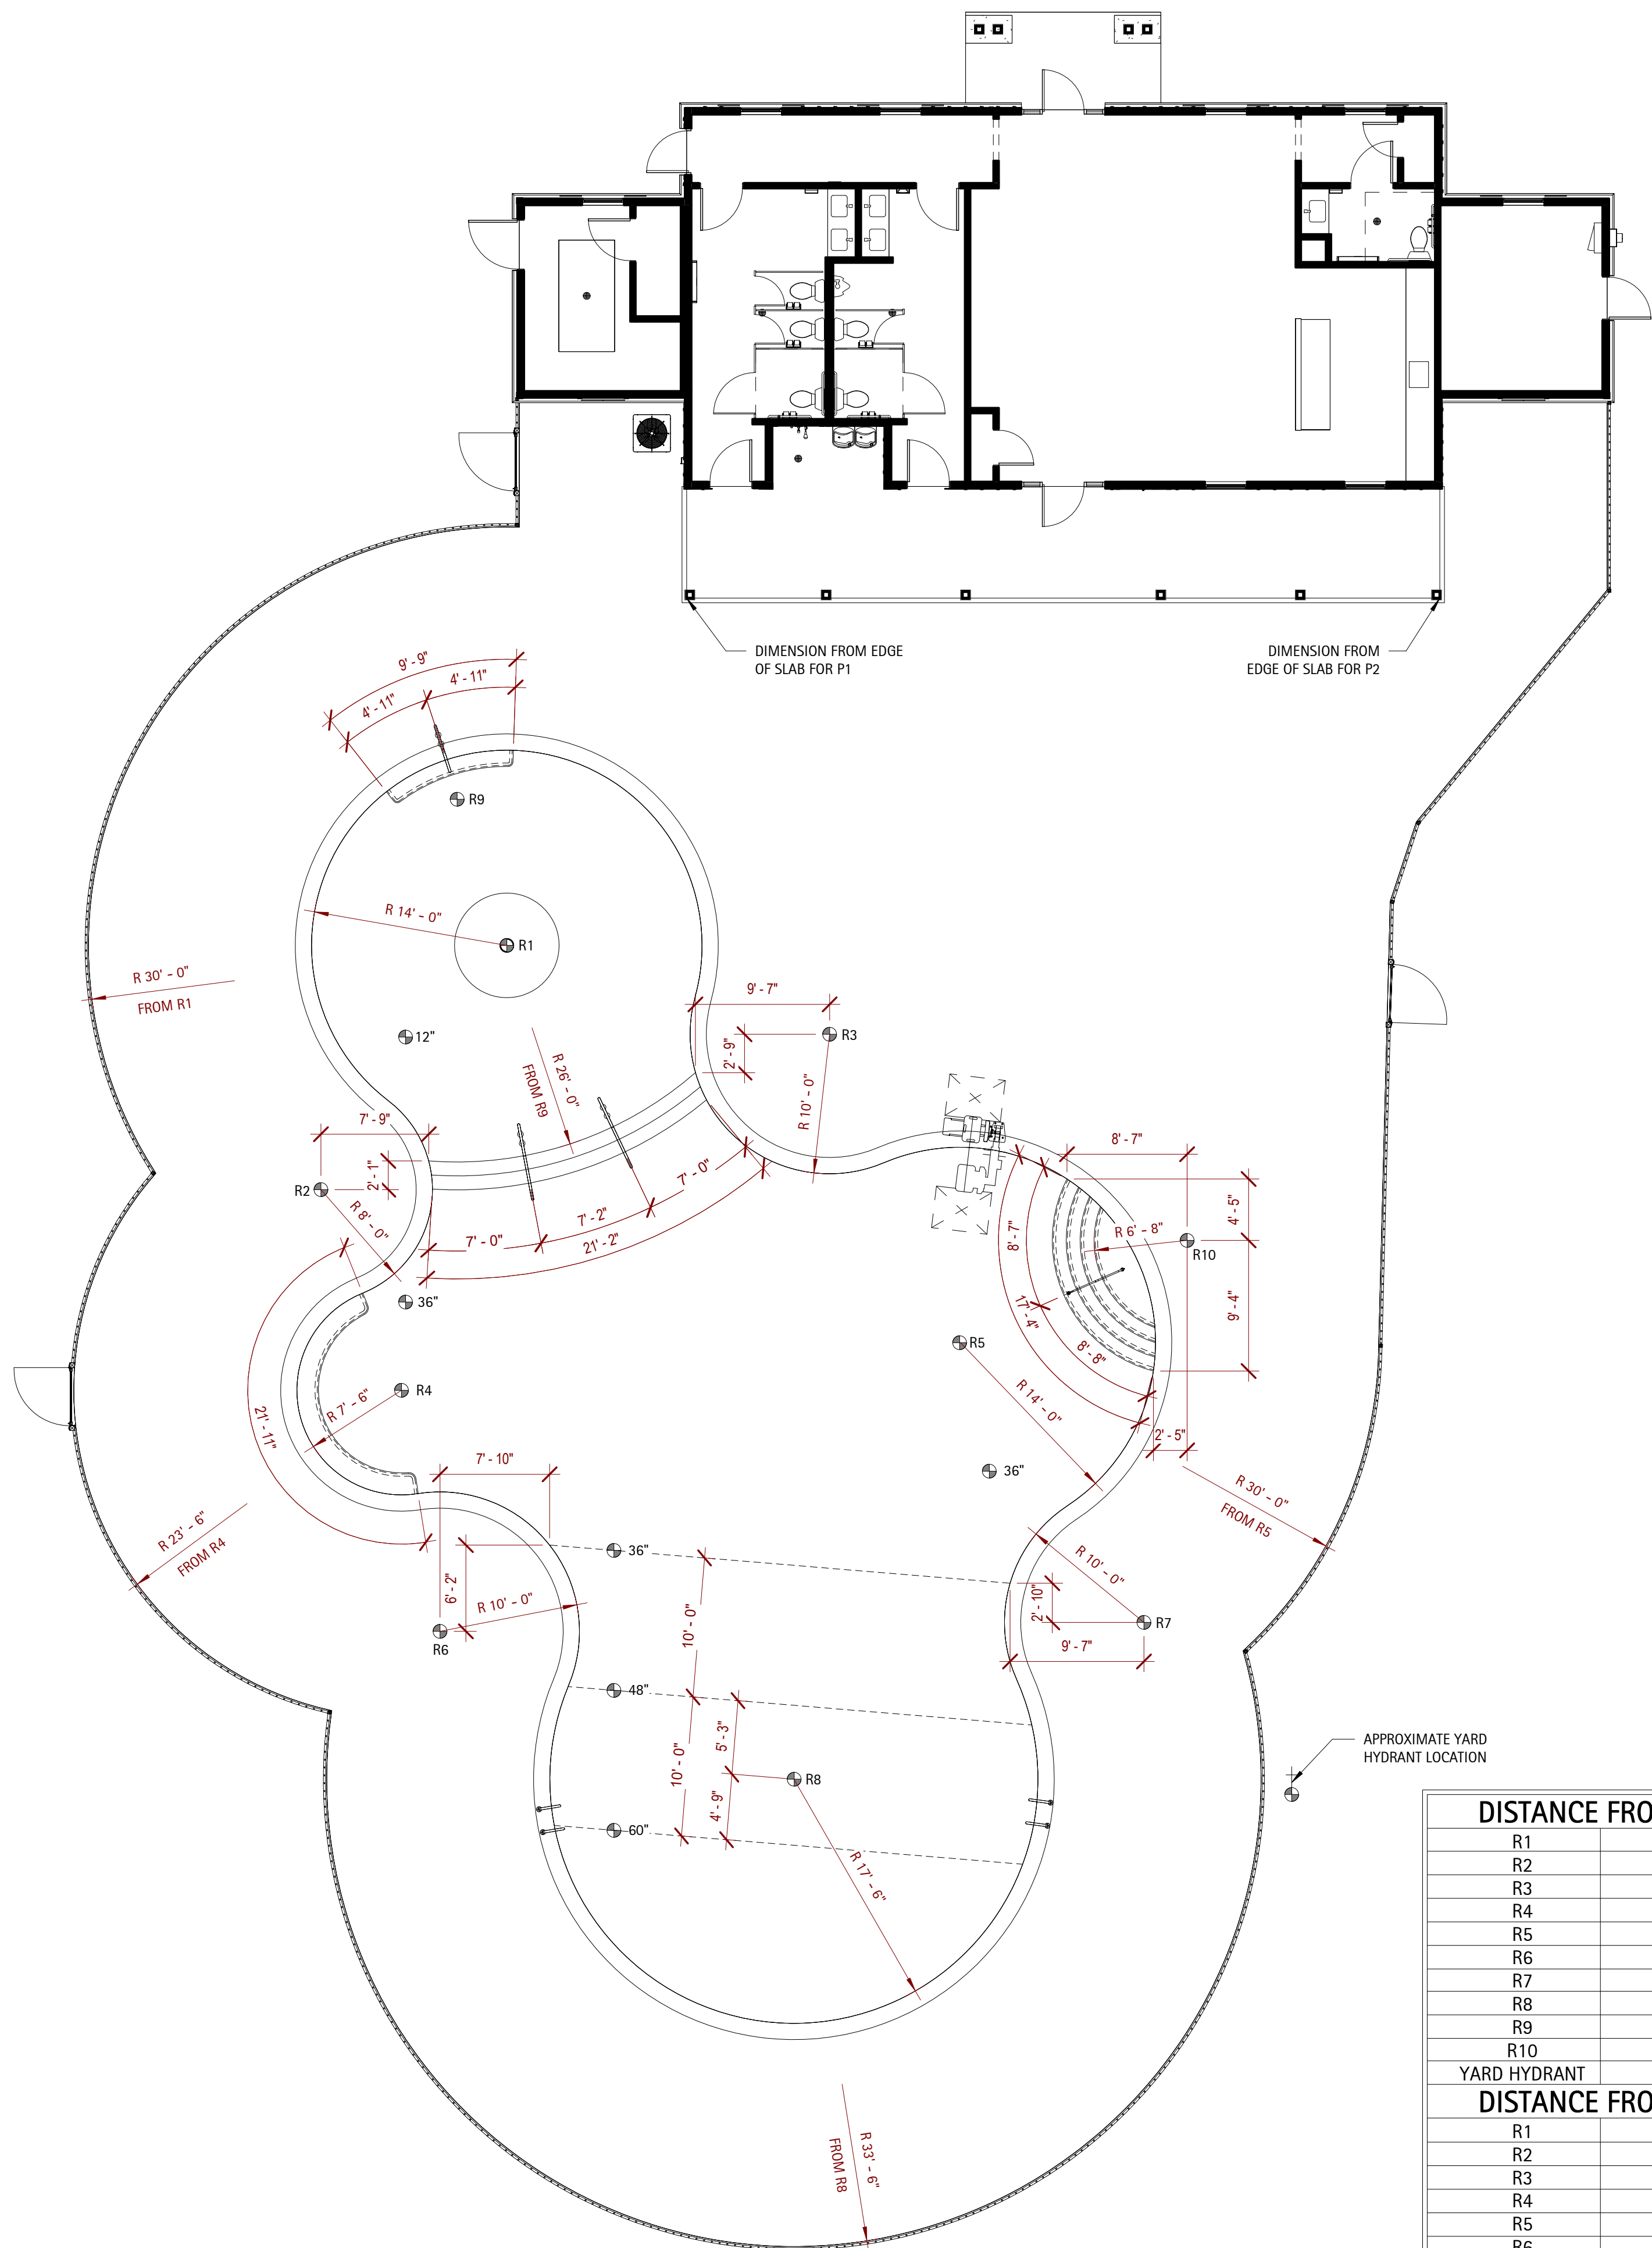 DIMENSION FROM EDGE
OF SLAB FOR P1
DIMENSION FROM
EDGE OF SLAB FOR P2
9' - 9"
4' - 11"
4' - 11"
R9
R 14' - 0"
R1
R 30' - 0"
FROM R1
9' - 7"
R3
2' - 9"
12"
R 26' - 0"
FROM R9
R 10' - 0"
7' - 9"
2' - 1"
R2
R 8' - 0"
8' - 7"
7' - 0"
7' - 2"
7' - 0"
21' - 2"
4' - 5"
R 6' - 8"
R10
8' - 7"
9' - 4"
17' - 4"
36"
R5
8' - 8"
R4
R 7' - 6"
R 14' - 0"
21' - 11"
2' - 5"
7' - 10"
36"
R 30' - 0"
FROM R5
R 23' - 6"
FROM R4
36"
R 10' - 0"
6' - 2"
R 10' - 0"
2' - 10"
R7
R6
10' - 0"
9' - 7"
48"
5' - 3"
10' - 0"
R8
4' - 9"
60"
R 17' - 6"
APPROXIMATE YARD
HYDRANT LOCATION
R 33' - 6"
FROM R8
DISTANCE FRO
R1
R2
R3
R4
R5
R6
R7
R8
R9
R10
YARD HYDRANT
DISTANCE FRO
R1
R2
R3
R4
R5
R6